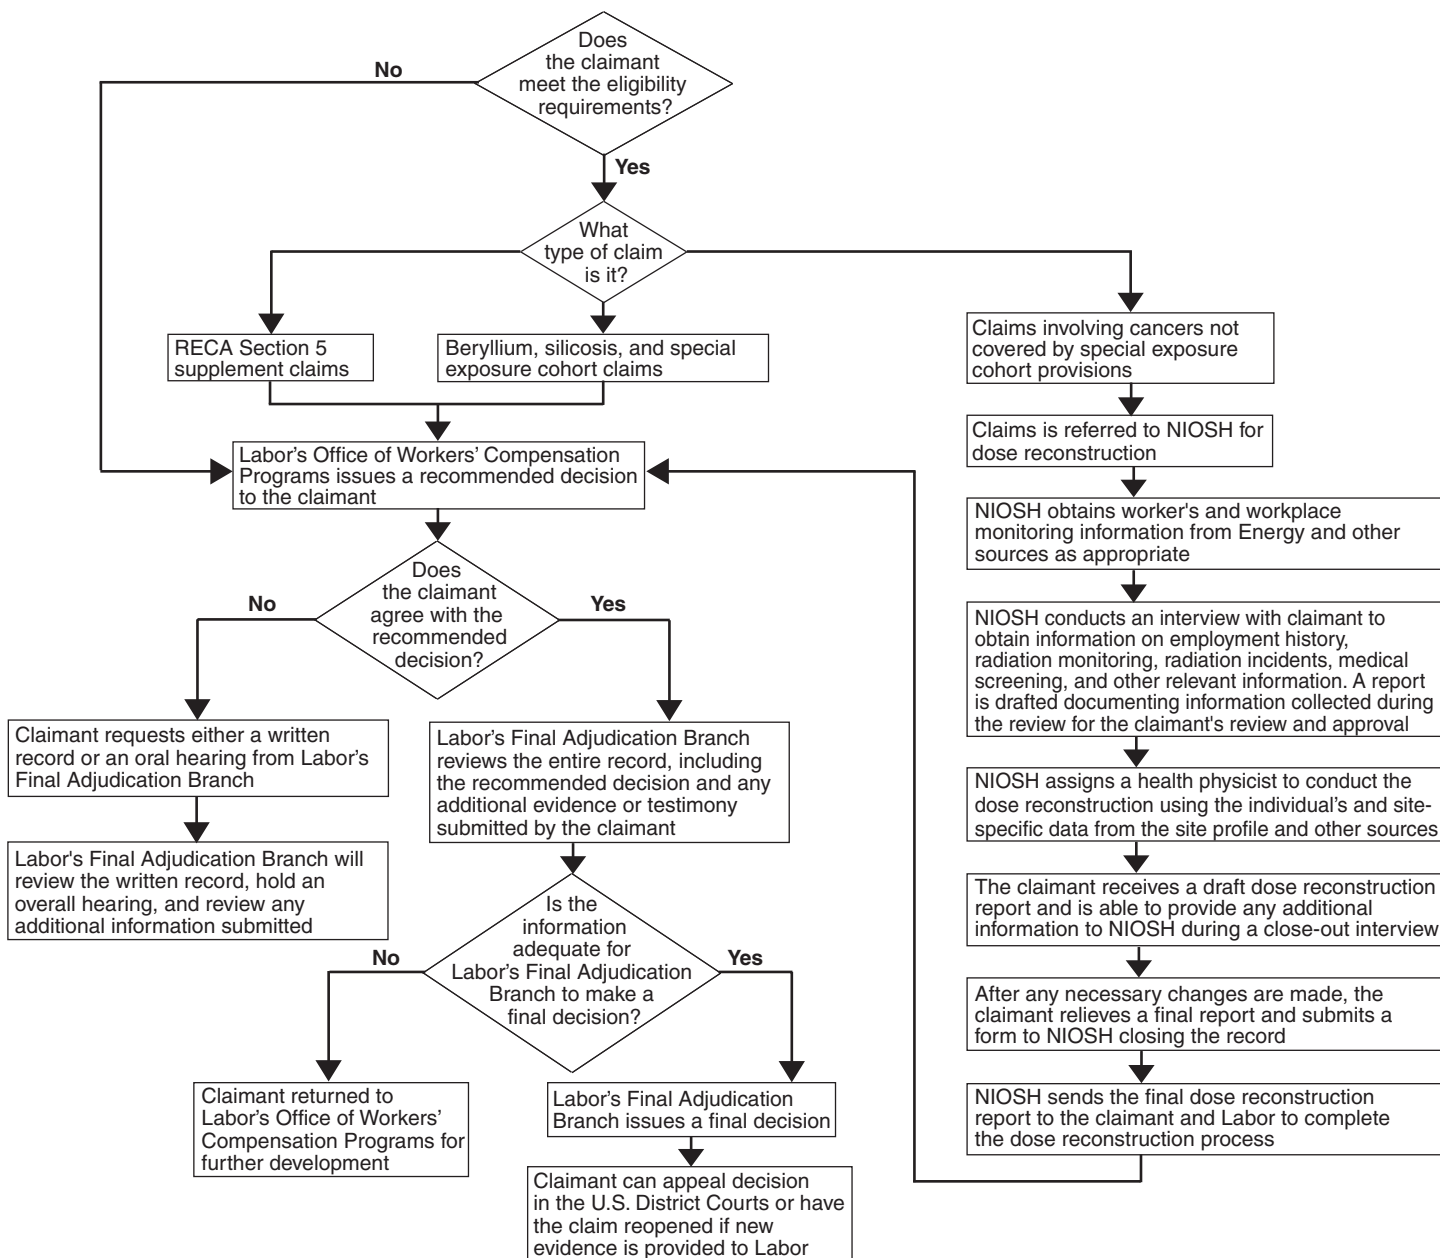 Does
the claimant
meet the eligibility
requirements?
No
Yes
What
type of claim
is it?
RECA Section 5
supplement claims
Beryllium, silicosis, and special
exposure cohort claims
Claims involving cancers not
covered by special exposure
cohort provisions
Claims is referred to NIOSH for
dose reconstruction
NIOSH obtains worker's and workplace
monitoring information from Energy and other
sources as appropriate
NIOSH conducts an interview with claimant to
obtain information on employment history,
radiation monitoring, radiation incidents, medical
screening, and other relevant information. A report
is drafted documenting information collected during
the review for the claimant's review and approval
NIOSH assigns a health physicist to conduct the
dose reconstruction using the individual's and site-
specific data from the site profile and other sources
The claimant receives a draft dose reconstruction
report and is able to provide any additional
information to NIOSH during a close-out interview
After any necessary changes are made, the
claimant relieves a final report and submits a
form to NIOSH closing the record
NIOSH sends the final dose reconstruction
report to the claimant and Labor to complete
the dose reconstruction process
Labor's Office of Workers' Compensation
Programs issues a recommended decision
to the claimant
Does
the claimant
agree with the
recommended
decision?
No
Yes
Claimant requests either a written
record or an oral hearing from Labor's
Final Adjudication Branch
Labor's Final Adjudication Branch will
review the written record, hold an
overall hearing, and review any
additional information submitted
Labor's Final Adjudication Branch
reviews the entire record, including
the recommended decision and any
additional evidence or testimony
submitted by the claimant
Is the
information
adequate for
Labor's Final Adjudication
Branch to make a
final decision?
No
Yes
Claimant returned to
Labor's Office of Workers'
Compensation Programs for
further development
Labor's Final Adjudication
Branch issues a final decision
Claimant can appeal decision
in the U.S. District Courts or have
the claim reopened if new
evidence is provided to Labor